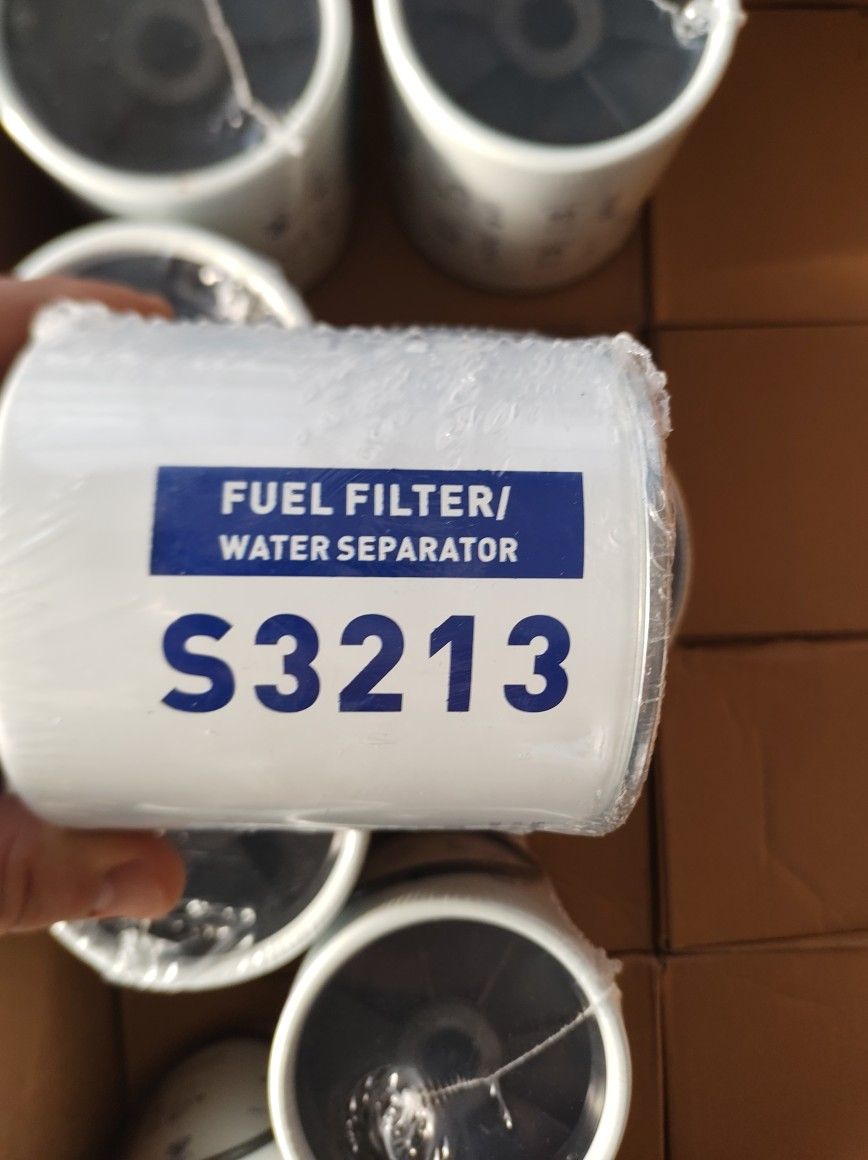 FUEL FILTER/
WATER SEPARATOR
S3213